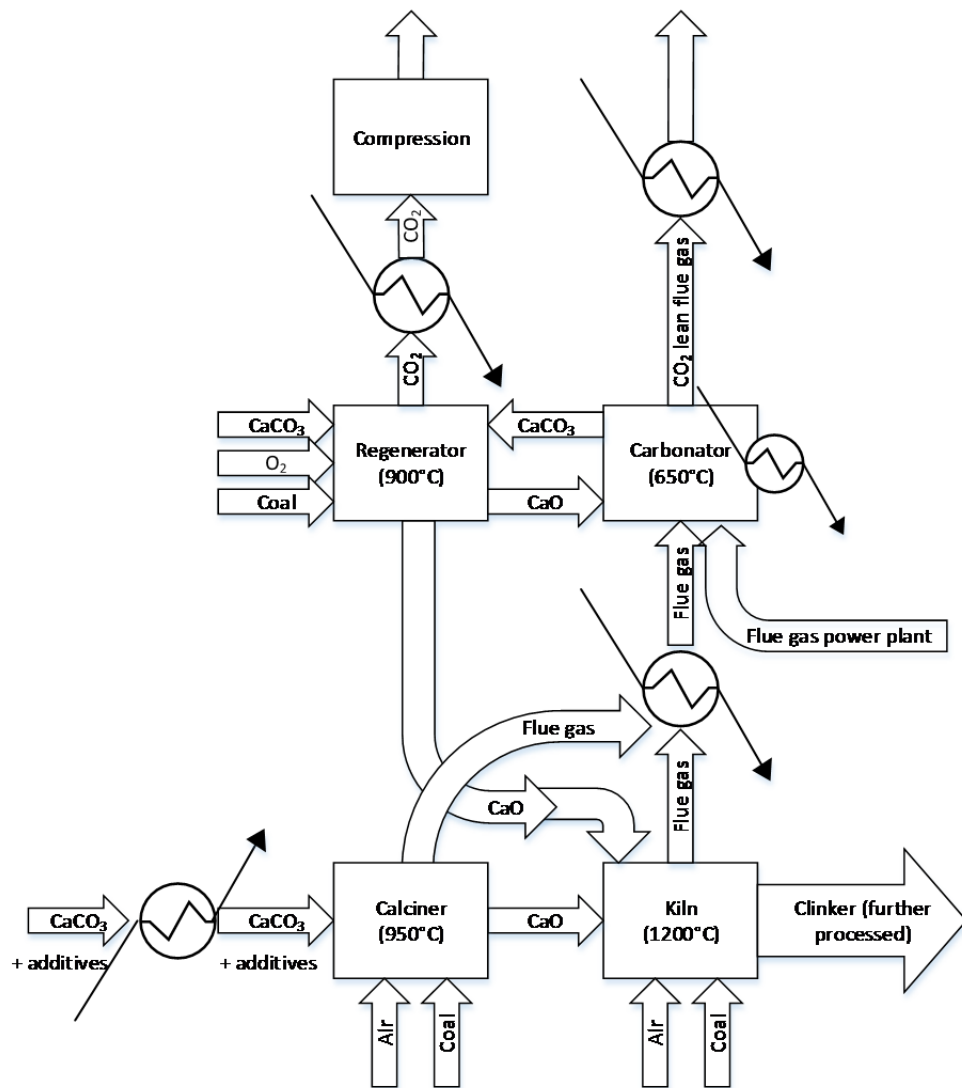 Compression
CO₂
CO₂ lean flue gas
CO₂
CaCO₃
O₂
Coal
Regenerator
(900°C)
CaCO₃
CaO
Carbonator
(650°C)
Flue gas
Flue gas power plant
Flue gas
Flue gas
CaO
CaCO₃
+ additives
CaCO₃
+ additives
Calciner
(950°C)
CaO
Kiln
(1200°C)
Clinker (further
processed)
Air
Coal
Air
Coal